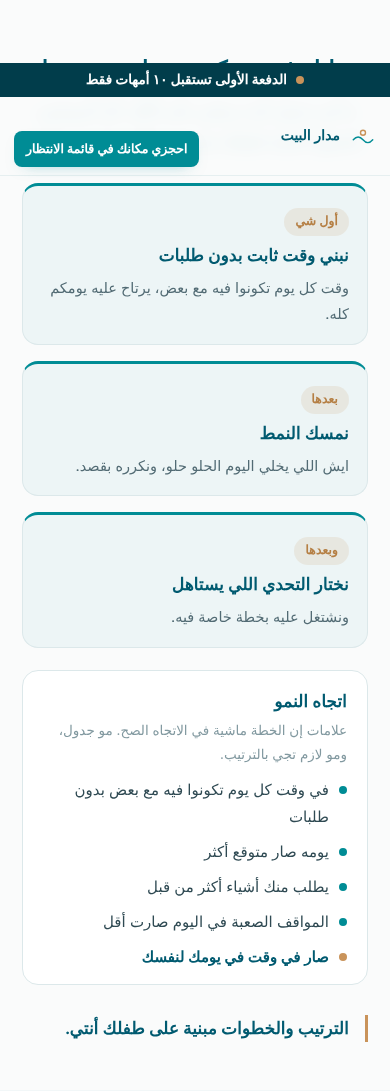 الدفعة الأولى تستقبل ١٠ أمهات فقط
مدار البيت
احجزي مكانك في قائمة الانتظار
أول شي
نبني وقت ثابت بدون طلبات
وقت كل يوم تكونوا فيه مع بعض، يرتاح عليه يومكم
كله.
بعدها
نمسك النمط
ايش اللي يخلي اليوم الحلو حلو، ونكرره بقصد.
وبعدها
نختار التحدي اللي يستاهل
ونشتغل عليه بخطة خاصة فيه.
اتجاه النمو
علامات إن الخطة ماشية في الاتجاه الصح. مو جدول،
ومو لازم تجي بالترتيب.
في وقت كل يوم تكونوا فيه مع بعض بدون
طلبات
يومه صار متوقع أكثر
يطلب منك أشياء أكثر من قبل
المواقف الصعبة في اليوم صارت أقل
صار في وقت في يومك لنفسك
الترتيب والخطوات مبنية على طفلك أنتي.